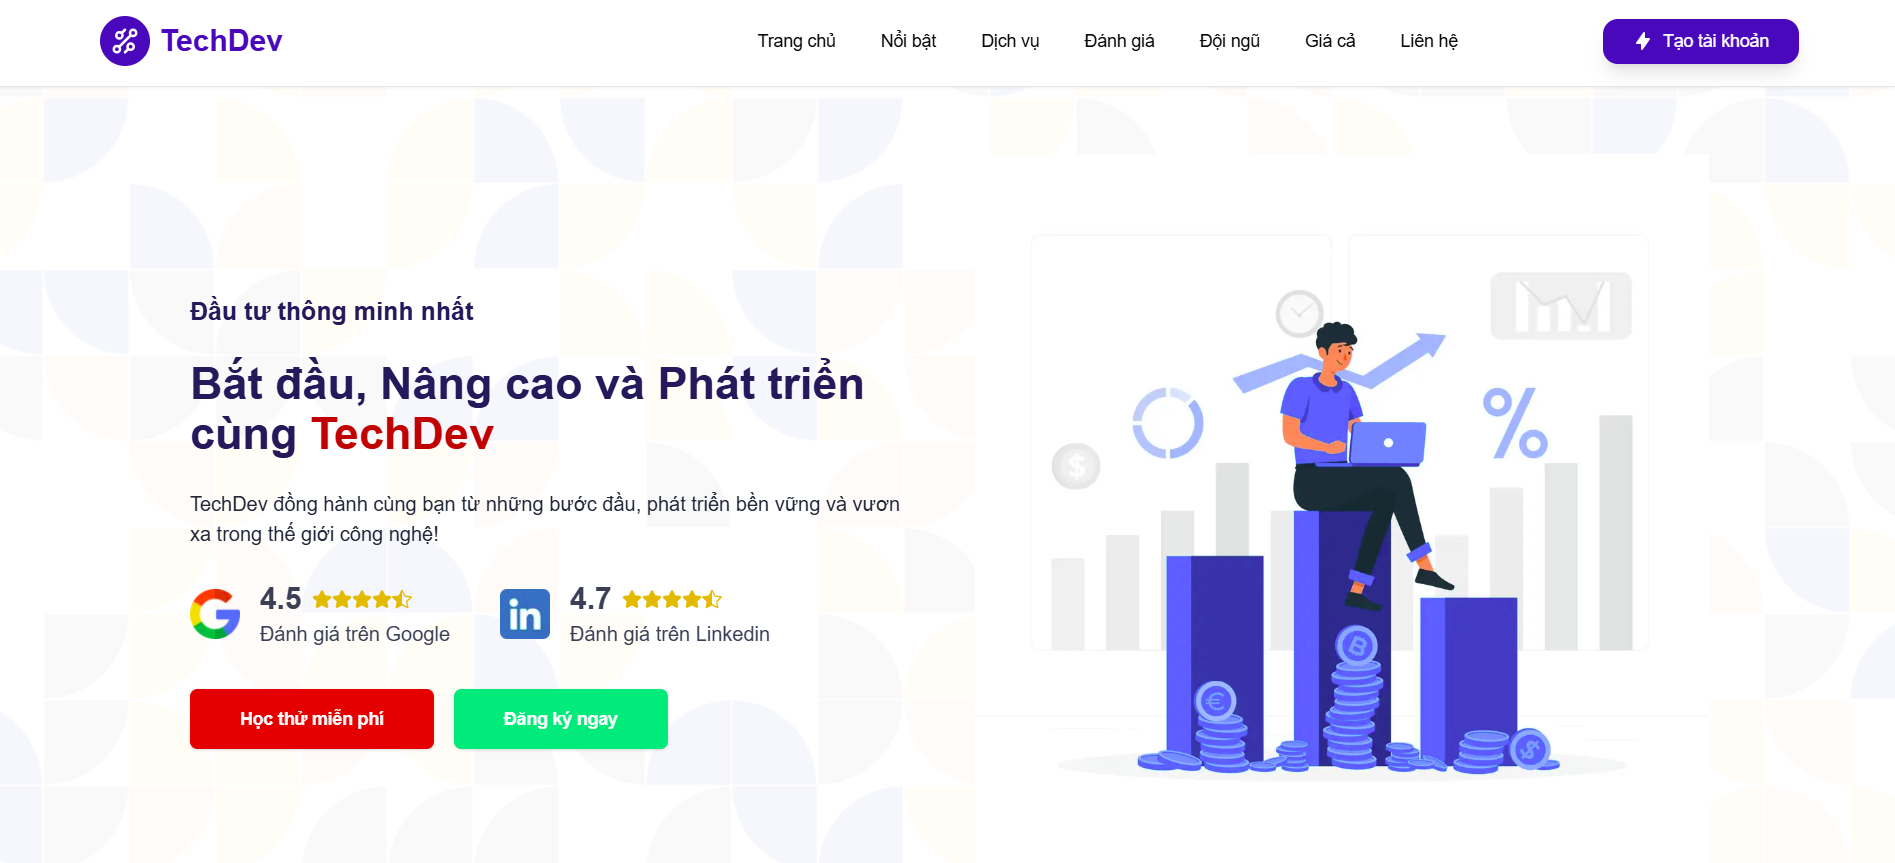 TechDev
Trang chủ
Nổi bật
Dịch vụ
Đánh giá
Đội ngũ
Giá cả
Liên hệ
Tạo tài khoản
Đầu tư thông minh nhất
Bắt đầu, Nâng cao và Phát triển
cùng TechDev
TechDev đồng hành cùng bạn từ những bước đầu, phát triển bền vững và vươn
xa trong thế giới công nghệ!
4.5
Đánh giá trên Google
in
4.7
Đánh giá trên Linkedin
Học thử miễn phí
Đăng ký ngay
$
%
€
$